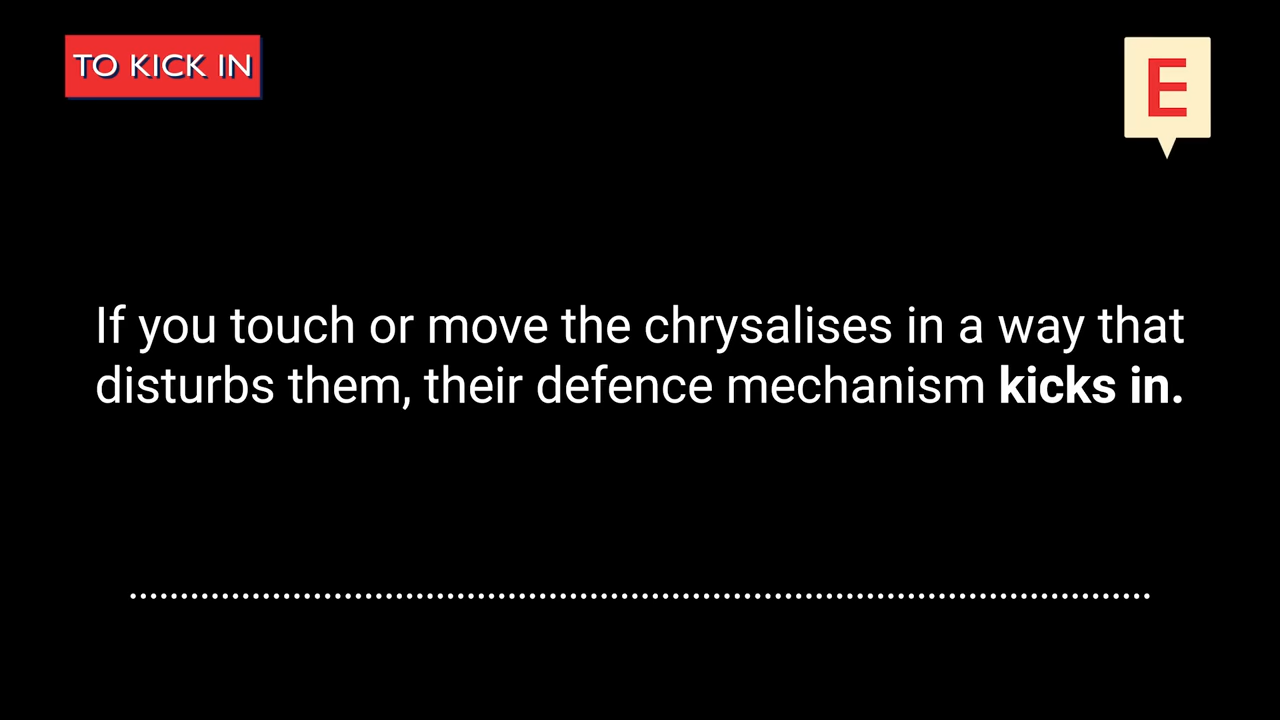 TO KICK IN
E
If you touch or move the chrysalises in a way that
disturbs them, their defence mechanism kicks in.